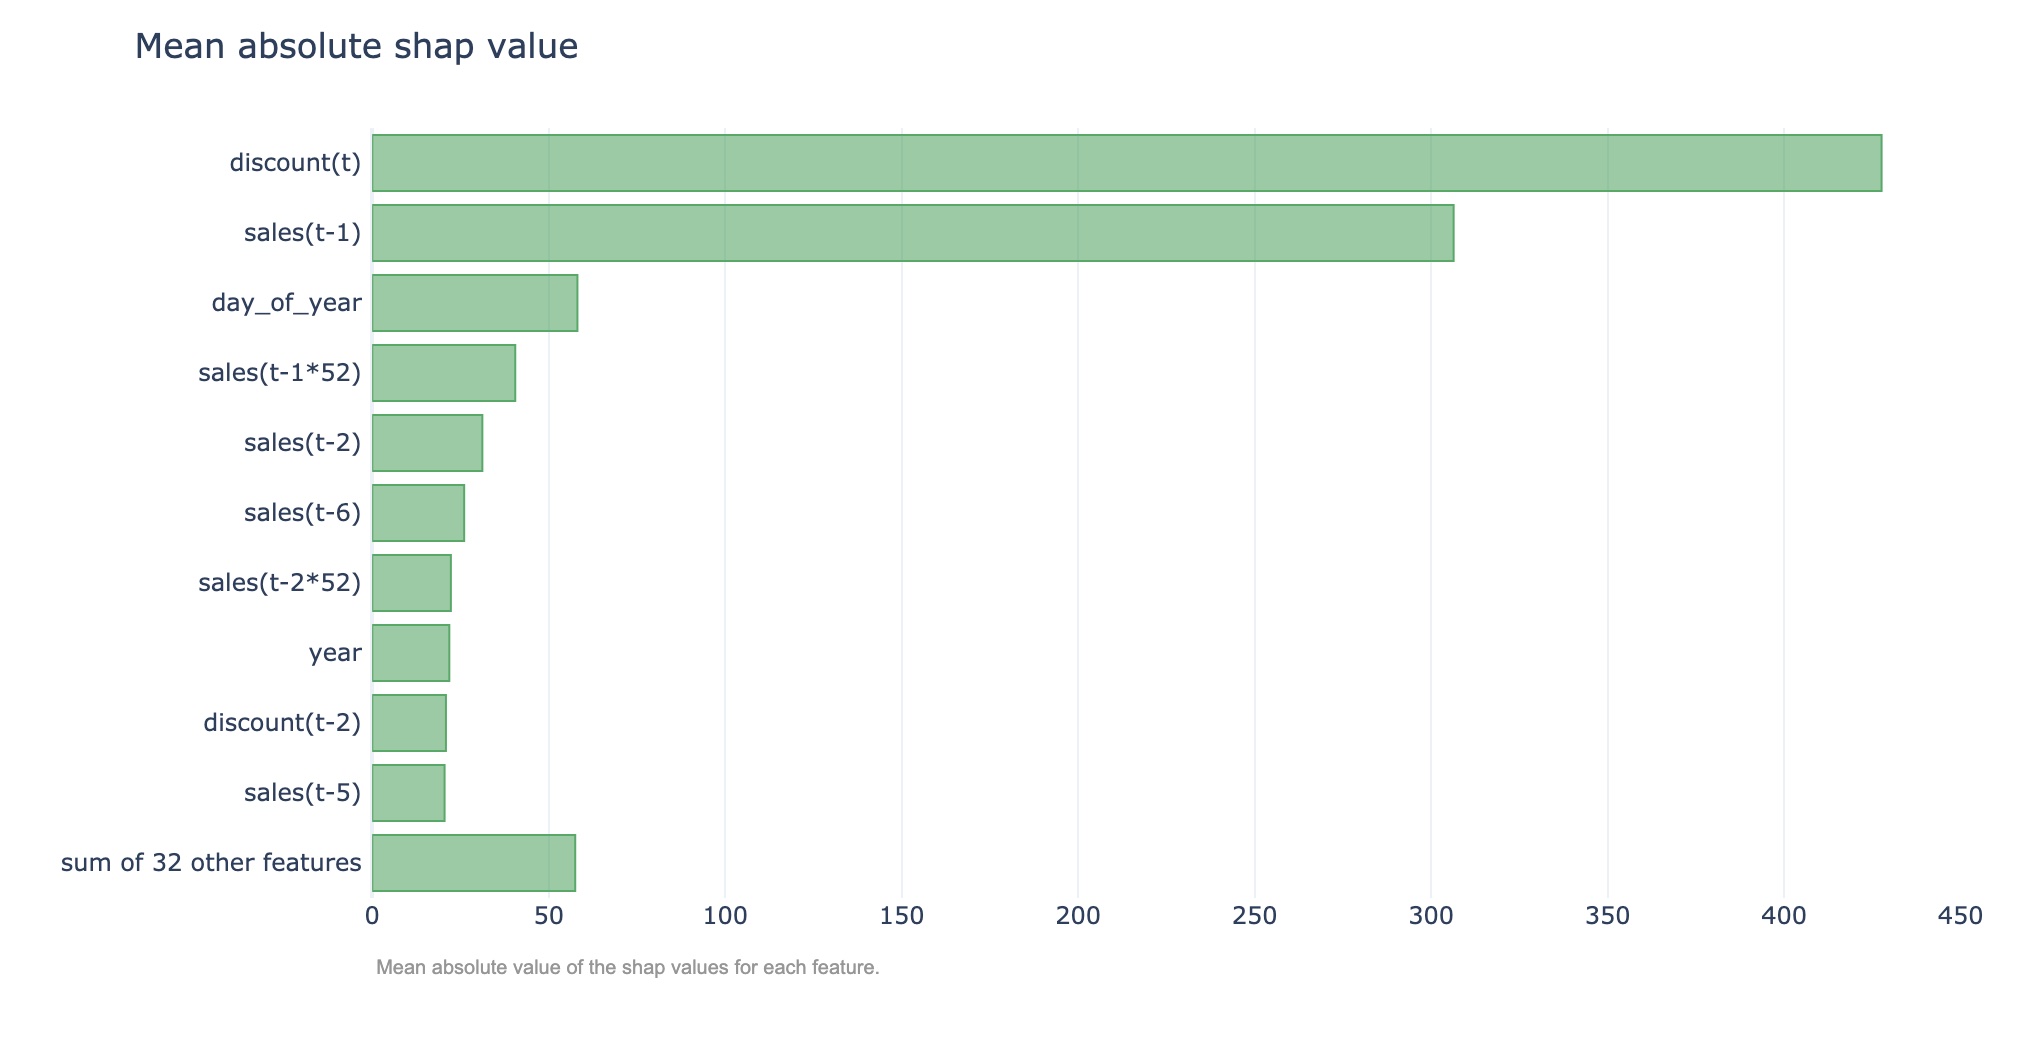 Mean absolute shap value
discount(t)
sales(t-1)
day_of_year
sales(t-1*52)
sales(t-2)
sales(t-6)
sales(t-2*52)
year
discount(t-2)
sales(t-5)
sum of 32 other features
0 50 100 150 200 250 300 350 400 450
Mean absolute value of the shap values for each feature.